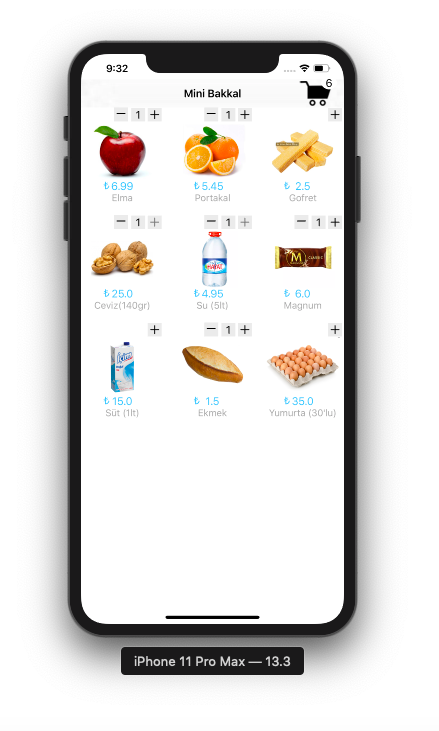 9:32
Mini Bakkal
6
1
1
₺ 6.99
₺ 5.45
₺ 2.5
Elma
Portakal
Gofret
1
1
1
M
CLASSIC
₺ 25.0
₺ 4.95
₺ 6.0
Ceviz(140gr)
Su (5lt)
Magnum
1
₺ 15.0
₺ 1.5
₺ 35.0
Süt (1lt)
Ekmek
Yumurta (30'lu)
iPhone 11 Pro Max — 13.3